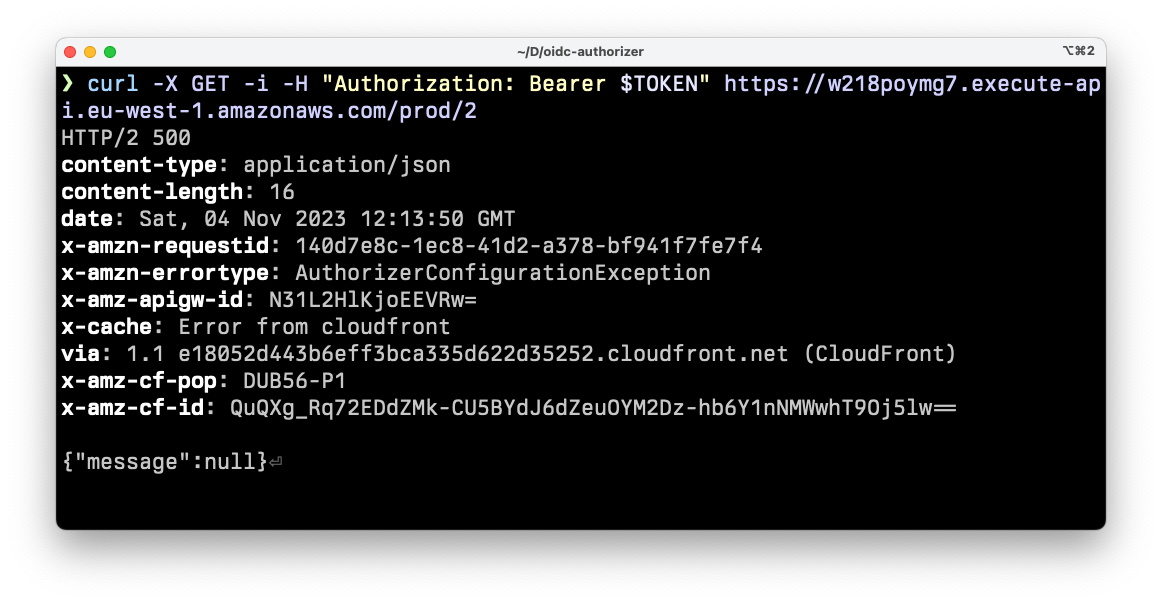 ~/D/oidc-authorizer
⌥⌘2
❯ curl -X GET -i -H "Authorization: Bearer $TOKEN" https://w218poymg7.execute-ap
i.eu-west-1.amazonaws.com/prod/2
HTTP/2 500
content-type: application/json
content-length: 16
date: Sat, 04 Nov 2023 12:13:50 GMT
x-amzn-requestid: 140d7e8c-1ec8-41d2-a378-bf941f7fe7f4
x-amzn-errortype: AuthorizerConfigurationException
x-amz-apigw-id: N31L2HlKjoEEVRw=
x-cache: Error from cloudfront
via: 1.1 e18052d443b6eff3bca335d622d35252.cloudfront.net (CloudFront)
x-amz-cf-pop: DUB56-P1
x-amz-cf-id: QuQXg_Rq72EDdZMk-CU5BYdJ6dZeuOYM2Dz-hb6Y1nNMWwhT9Oj5lw==
{"message":null}⏎